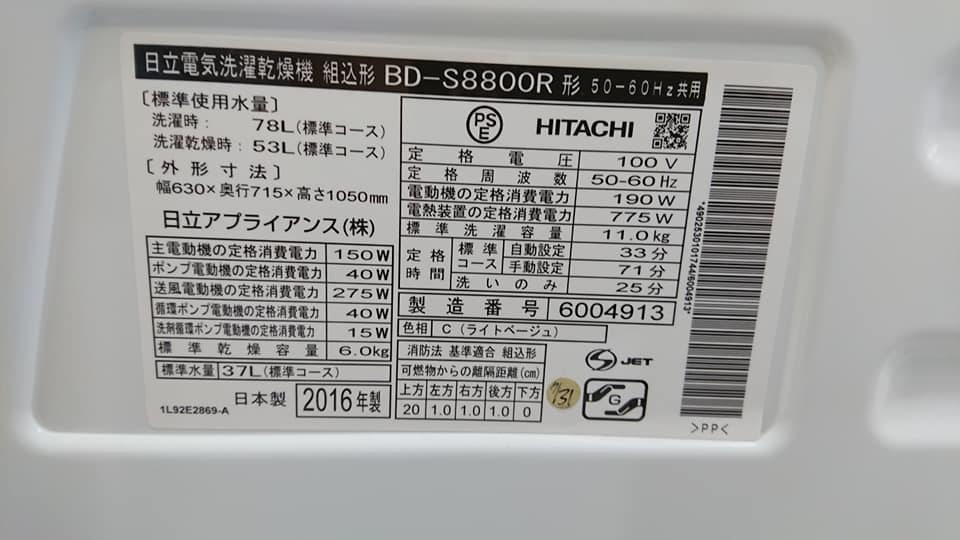 日立電気洗濯乾燥機 組込形 BD-S8800R 形 50-60Hz共用
〔標準使用水量〕
洗濯時： 78L(標準コース)
洗濯乾燥時： 53L(標準コース)
〔外形寸法〕
幅630×奥行715×高さ1050mm
日立アプライアンス(株)
主電動機の定格消費電力 150W
ポンプ電動機の定格消費電力 40W
送風電動機の定格消費電力 275W
循環ポンプ電動機の定格消費電力 40W
洗剤循環ポンプ電動機の定格消費電力 15W
標準乾燥容量 6.0kg
標準水量 37L(標準コース)
日本製 2016年製
1L92E2869-A
PS
E
HITACHI
定格電圧 100V
定格周波数 50-60Hz
電動機の定格消費電力 190W
電熱装置の定格消費電力 775W
標準洗濯容量 11.0kg
定格時間 標準コース 自動設定 33分
手動設定 71分
洗いのみ 25分
製造番号 6004913
色相 C(ライトベージュ)
消防法 基準適合 組込形
可燃物からの離隔距離(cm)
上方 左方 右方 後方 下方
20 1.0 1.0 1.0 0
S JET
G
>PP<